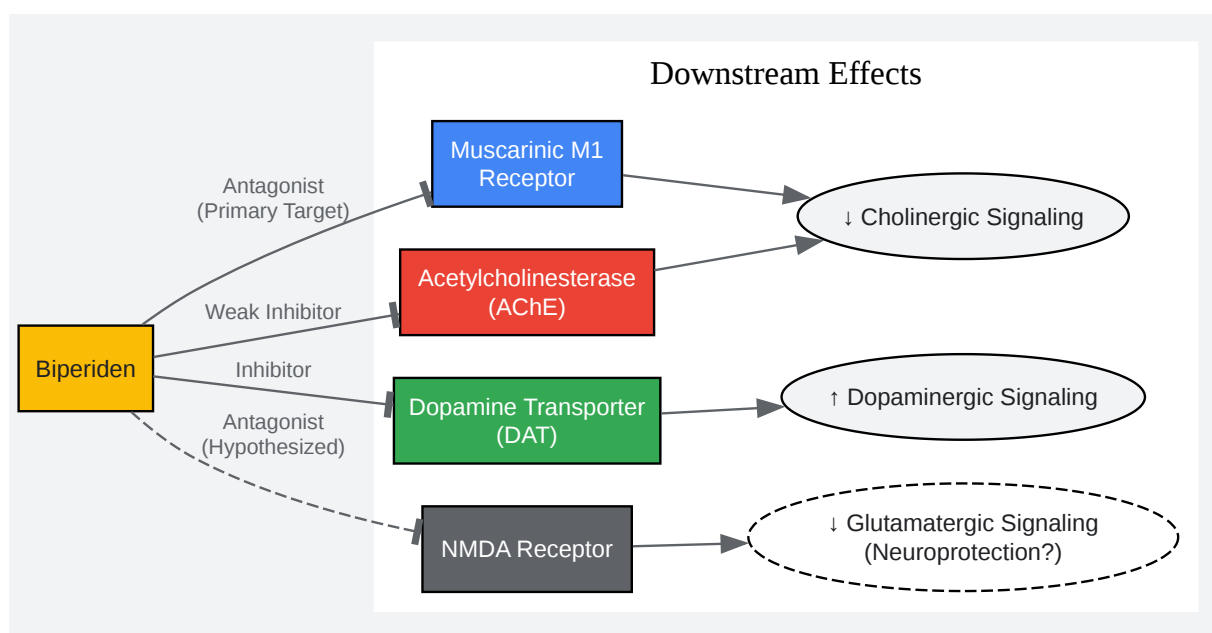 Downstream Effects
Muscarinic M1
Receptor
Antagonist
(Primary Target)
↓ Cholinergic Signaling
Acetylcholinesterase
(AChE)
Weak Inhibitor
Biperiden
Inhibitor
Dopamine Transporter
(DAT)
↑ Dopaminergic Signaling
Antagonist
(Hypothesized)
NMDA Receptor
↓ Glutamatergic Signaling
(Neuroprotection?)